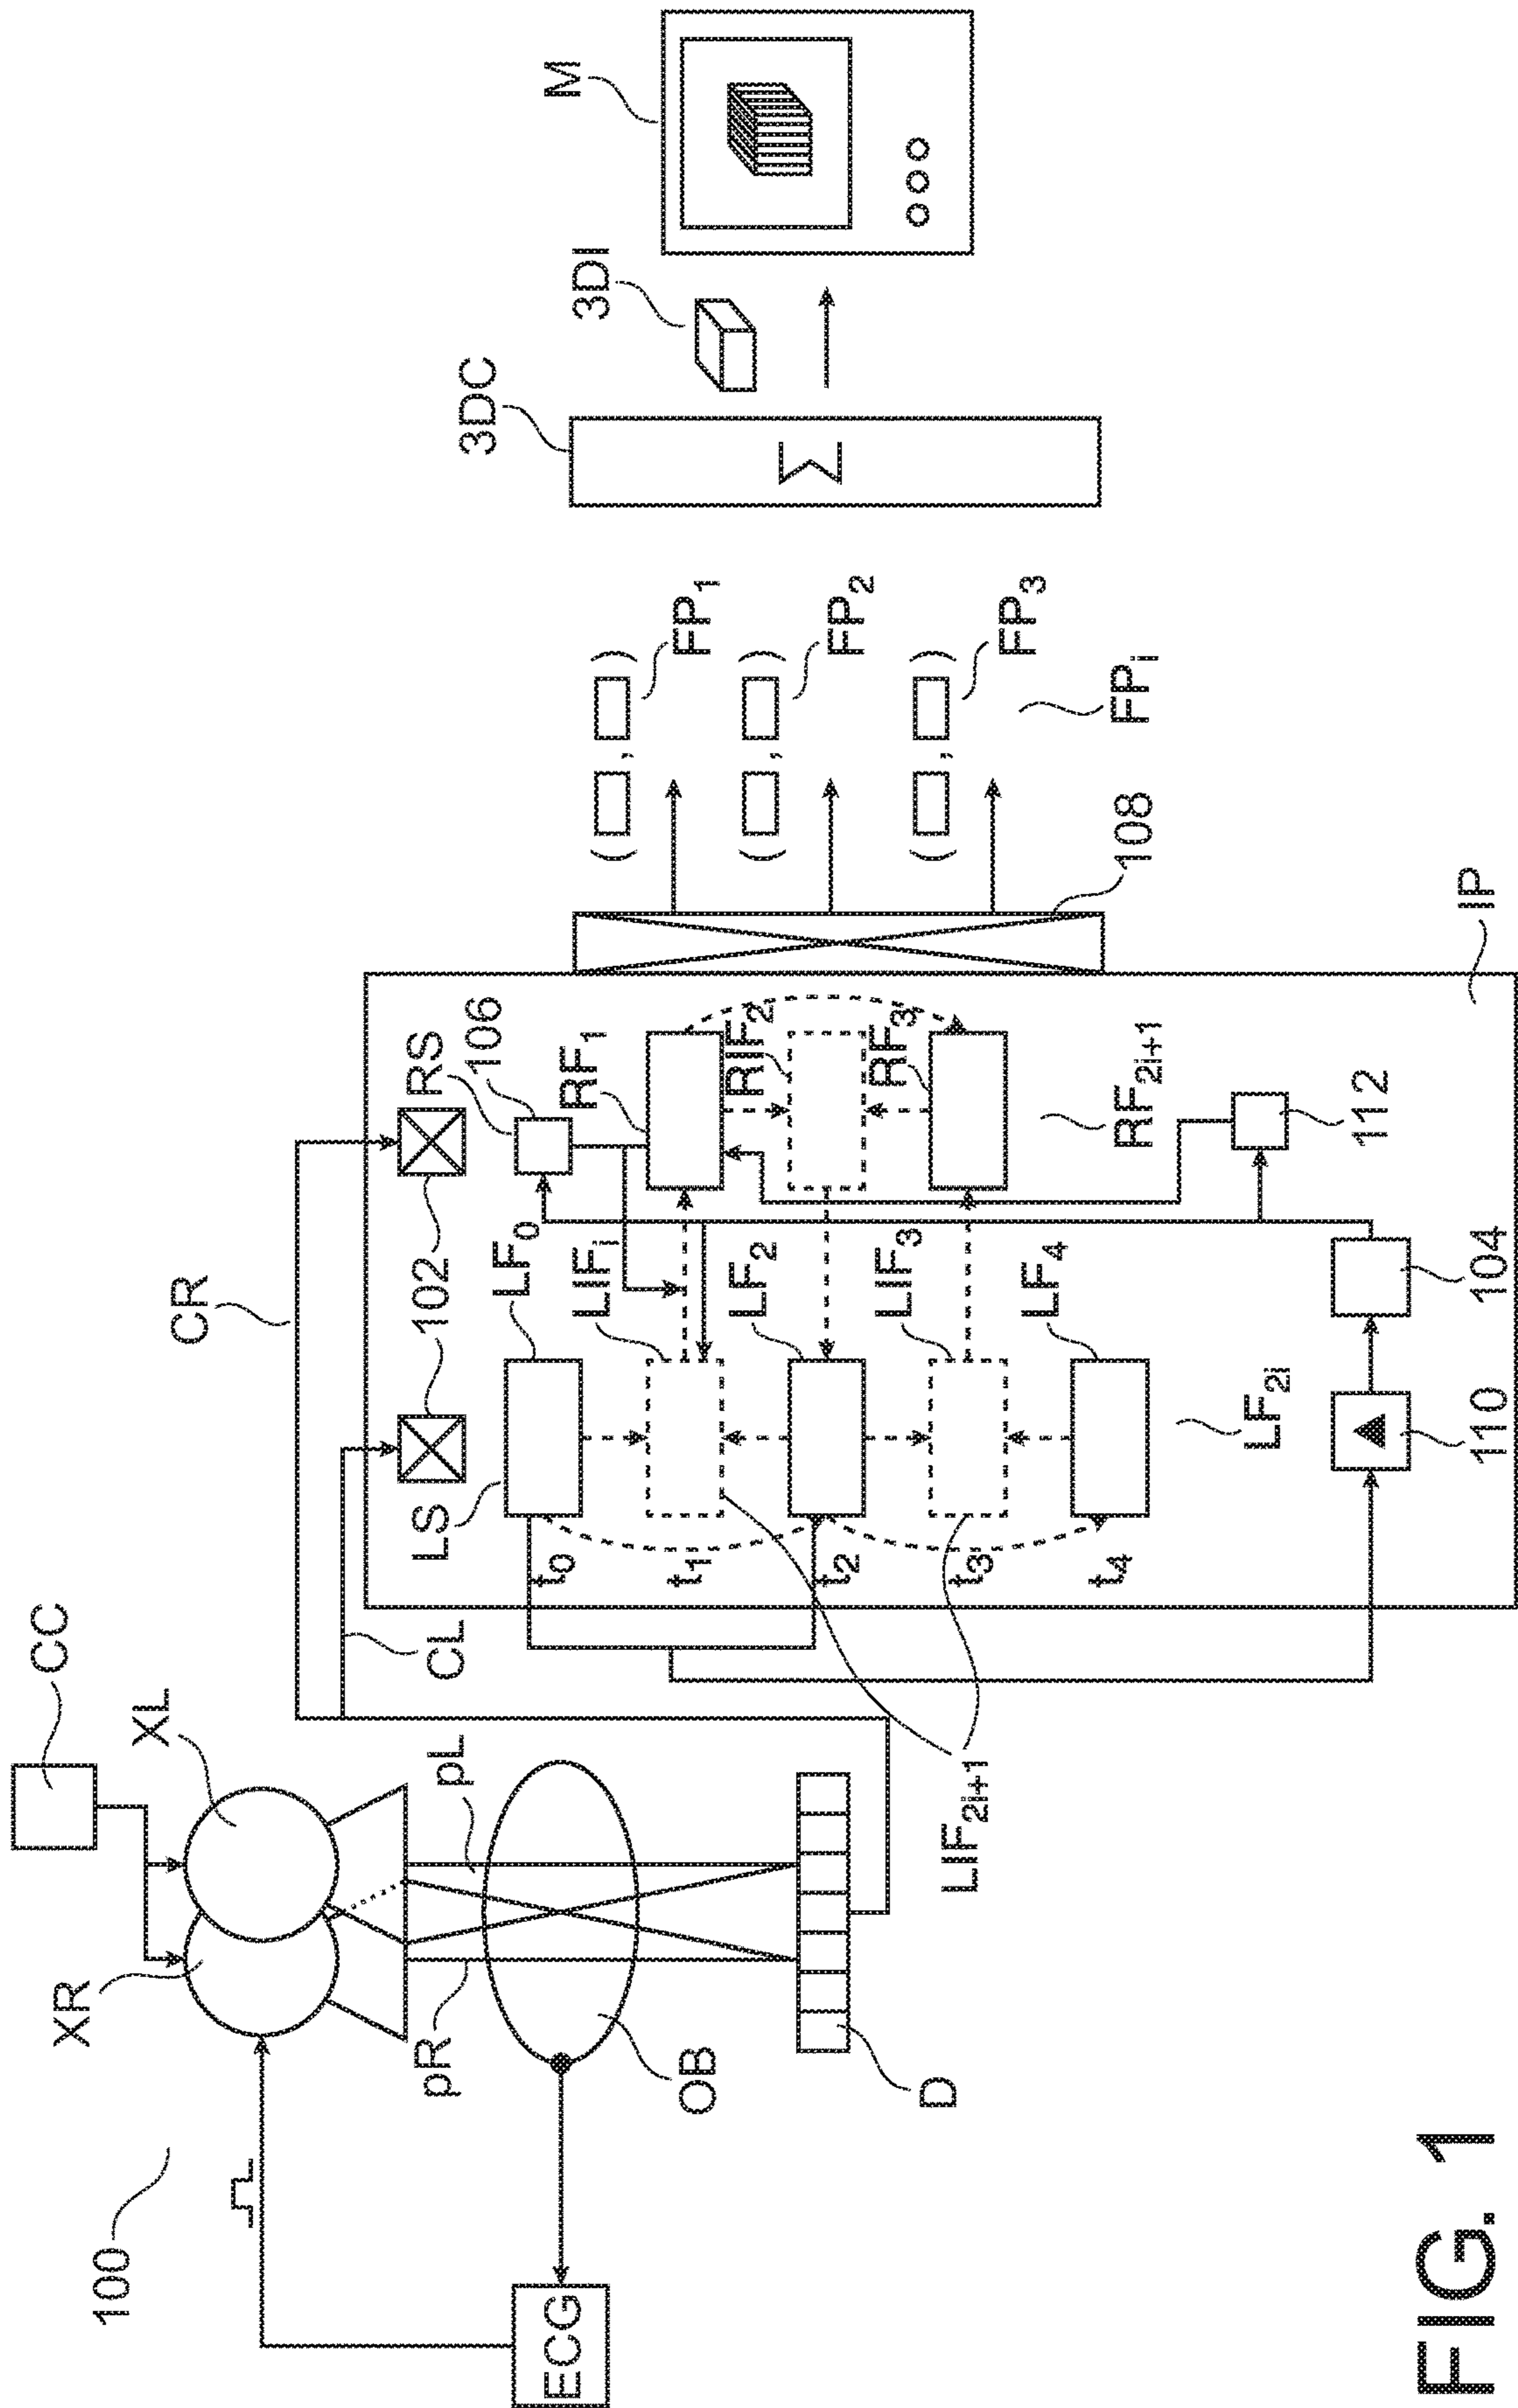 100
XR
XL
CC
ECG
pR
pL
OB
D
CR
CL
LS
102
RS
106
t0
LF0
RF1
t1
LIFi
RIF2
t2
LF2
RF3
t3
LIF3
t4
LF4
RF2i+1
LIF2i+1
LF2i
110
104
112
IP
108
FP1
FP2
FP3
FPi
3DC
Σ
3DI
M
FIG. 1